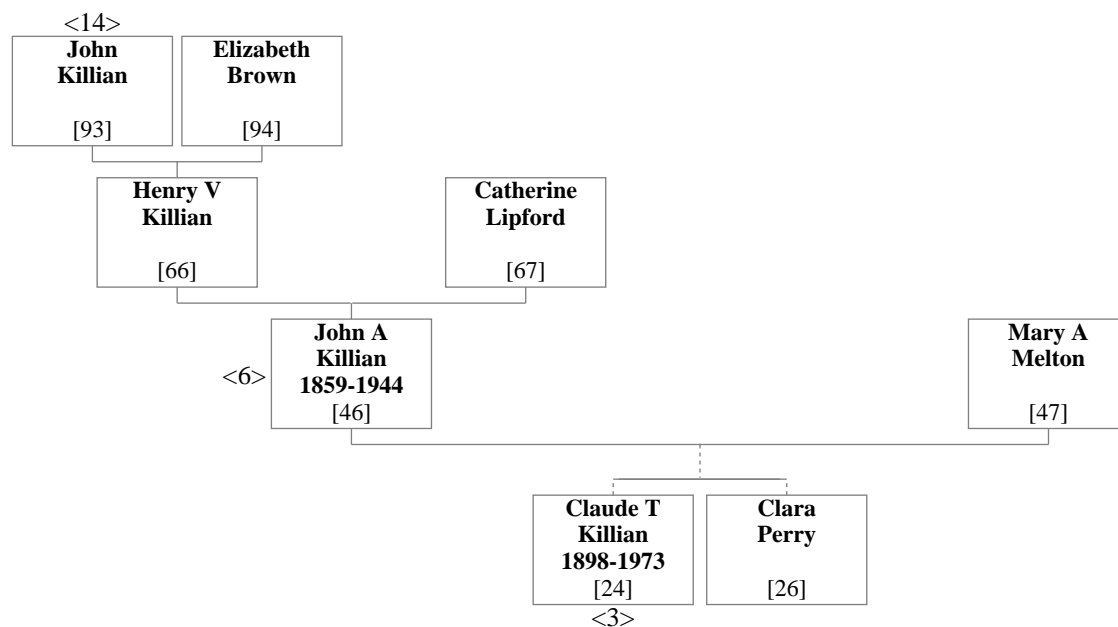 <14>
John
Killian
[93]
Elizabeth
Brown
[94]
Henry V
Killian
[66]
Catherine
Lipford
[67]
<6>
John A
Killian
1859-1944
[46]
Mary A
Melton
[47]
Claude T
Killian
1898-1973
[24]
<3>
Clara
Perry
[26]